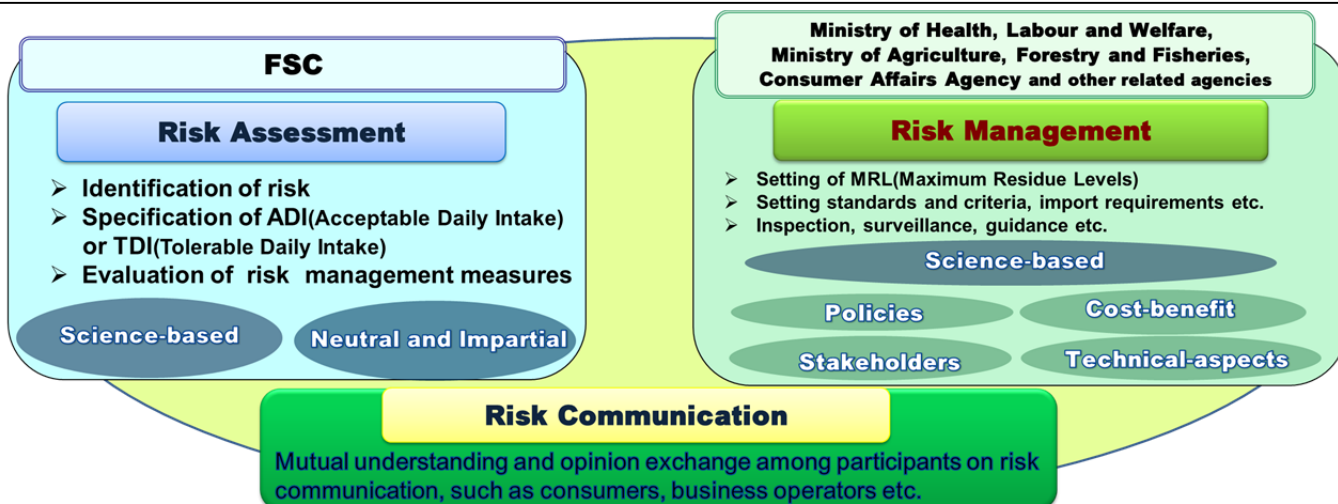 FSC
Risk Assessment
➢ Identification of risk
➢ Specification of ADI(Acceptable Daily Intake)
or TDI(Tolerable Daily Intake)
➢ Evaluation of risk management measures
Science-based
Neutral and Impartial
Ministry of Health, Labour and Welfare,
Ministry of Agriculture, Forestry and Fisheries,
Consumer Affairs Agency and other related agencies
Risk Management
➢ Setting of MRL(Maximum Residue Levels)
➢ Setting standards and criteria, import requirements etc.
➢ Inspection, surveillance, guidance etc.
Science-based
Policies
Cost-benefit
Stakeholders
Technical-aspects
Risk Communication
Mutual understanding and opinion exchange among participants on risk
communication, such as consumers, business operators etc.